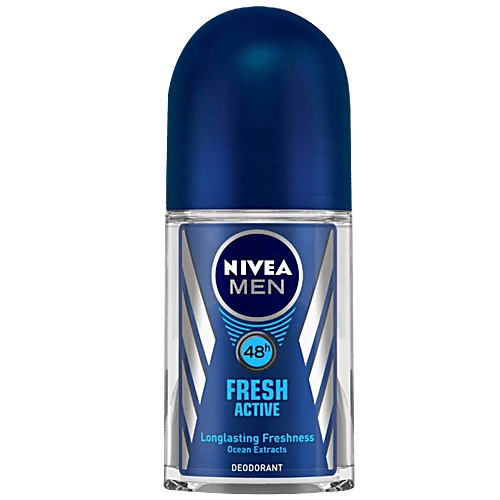 NIVEA
MEN
48h
FRESH
ACTIVE
Longlasting Freshness
Ocean Extracts
DEODORANT